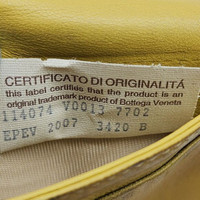 CERTIFICATO DI ORIGINALITÁ
this label certifies that the product is an
original trademark product of Bottega Veneta
114074 V0013 7702
EPEV 2007 3420 B